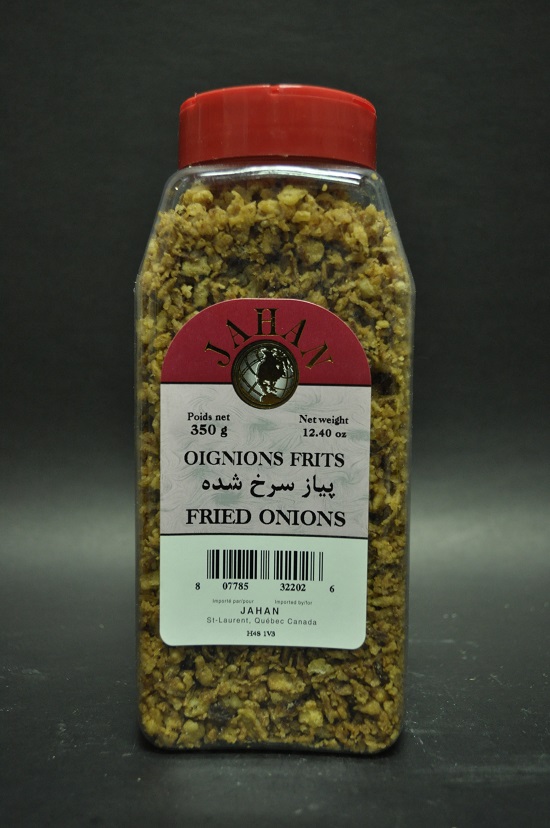 JAHAN
Poids net Net weight
350 g 12.40 oz
OIGNIONS FRITS
پیاز سرخ شده
FRIED ONIONS
8 07785 32202 6
Importé par/pour Imported by/for
JAHAN
St-Laurent, Québec Canada
H4S 1V3